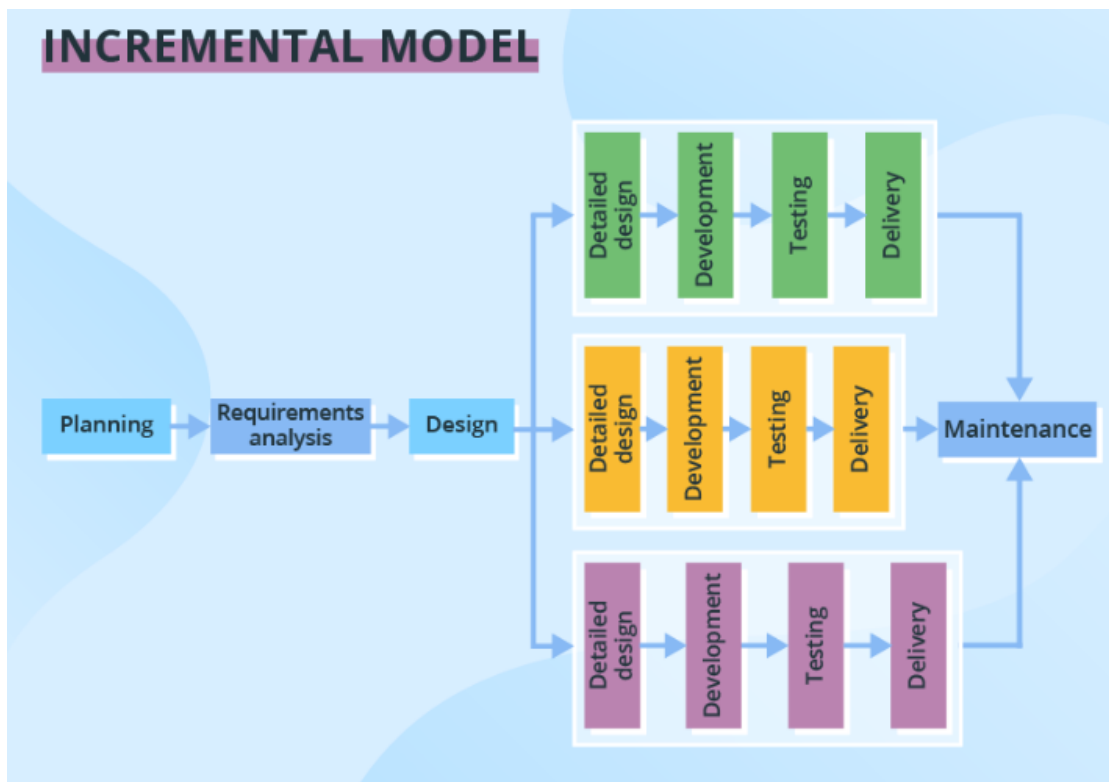 INCREMENTAL MODEL
Detailed
design
Development
Testing
Delivery
Planning
Requirements
analysis
Design
Detailed
design
Development
Testing
Delivery
Maintenance
Detailed
design
Development
Testing
Delivery